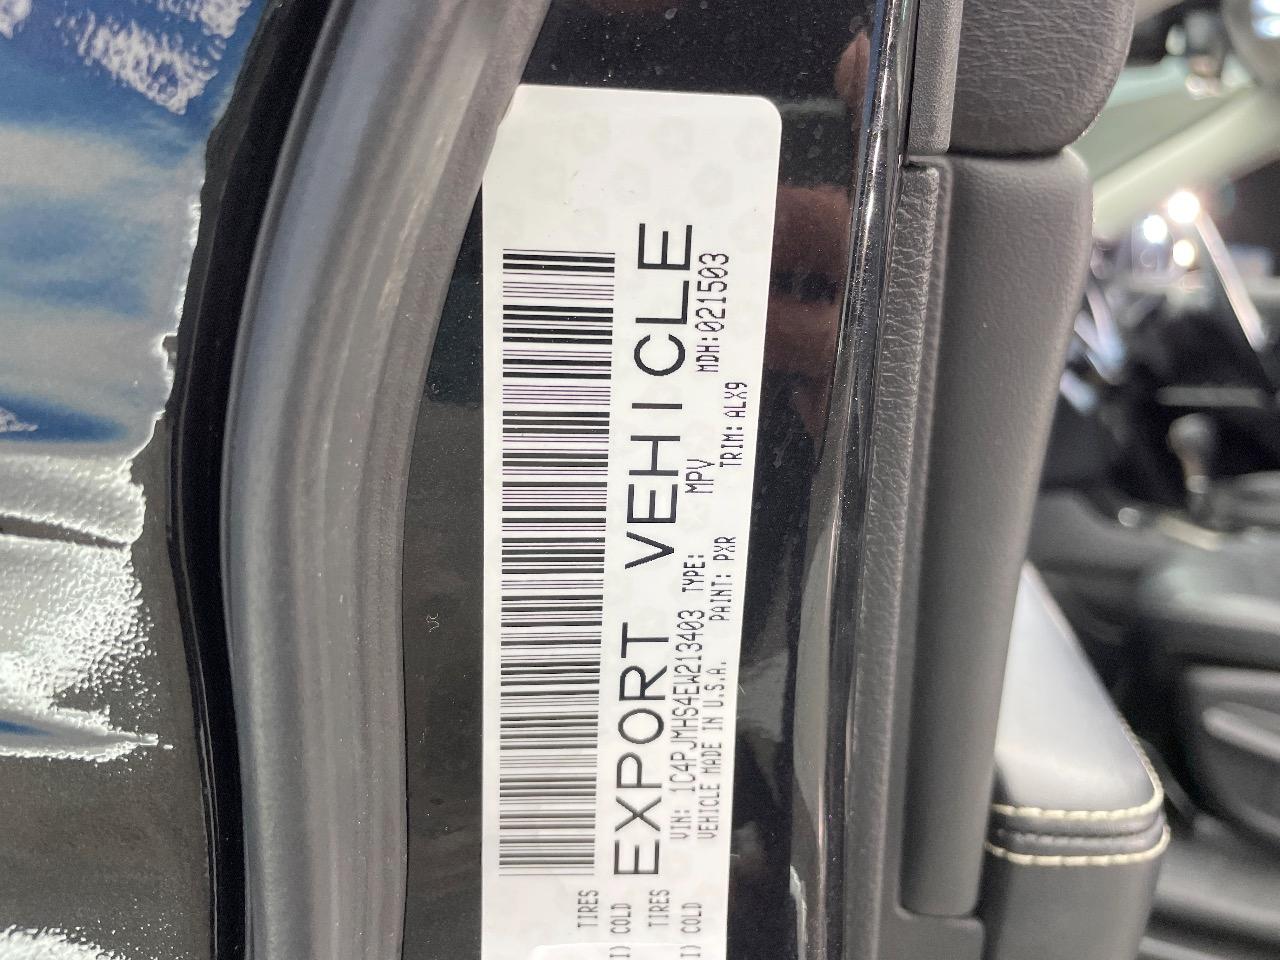 TIRES
I) COLD
TIRES
I) COLD
EXPORT VEHICLE
VIN: 1C4PJMHS4EW213403 TYPE: MPV MDH:021503
VEHICLE MADE IN U.S.A. PAINT: PXR TRIM: ALX9